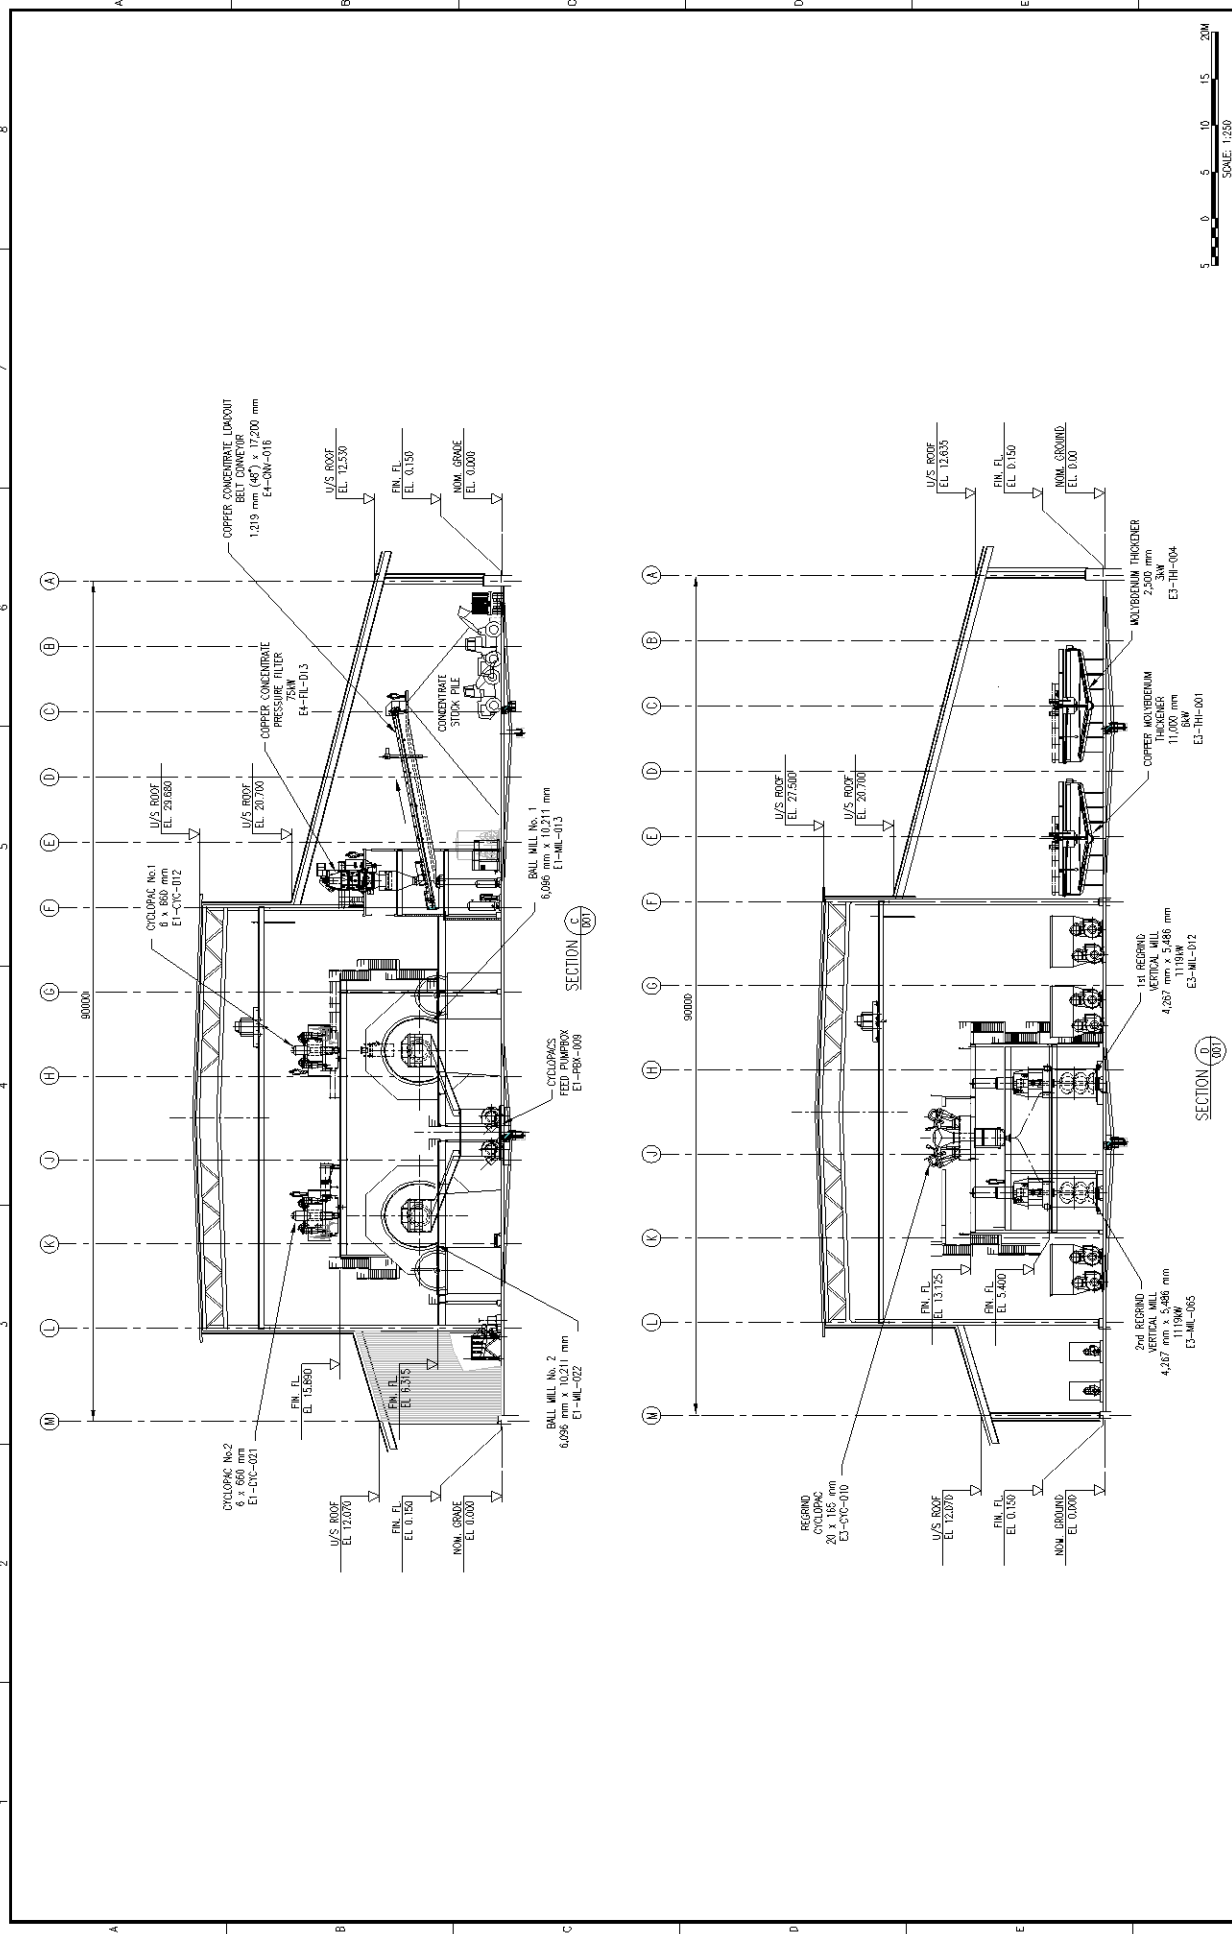 1
2
3
4
5
6
7
8
A
B
C
D
E
M
L
K
J
H
G
F
E
D
C
B
A
90000
CYCLOPAC No.2
6 x 660 mm
E1-CYC-021
CYCLOPAC No.1
6 x 660 mm
E1-CYC-012
U/S ROOF
EL. 29.680
U/S ROOF
EL. 20.700
COPPER CONCENTRATE
PRESSURE FILTER
75kW
E4-FIL-013
COPPER CONCENTRATE LOADOUT
BELT CONVEYOR
1,219 mm (48") x 17,200 mm
E4-CNV-016
U/S ROOF
EL. 12.530
FIN. FL.
EL. 0.150
NOM. GRADE
EL. 0.000
CONCENTRATE
STOCK PILE
U/S ROOF
EL 12.070
FIN. FL.
EL 0.150
NOM. GRADE
EL 0.000
FIN. FL.
EL 15.890
FIN. FL.
EL 6.315
BALL MILL No. 2
6,096 mm x 10,211 mm
E1-MIL-022
CYCLOPACS
FEED PUMPBOX
E1-PBX-009
BALL MILL No. 1
6,096 mm x 10,211 mm
E1-MIL-013
SECTION
C
001
M
L
K
J
H
G
F
E
D
C
B
A
90000
U/S ROOF
EL. 27.500
U/S ROOF
EL. 20.700
U/S ROOF
EL 12.635
FIN. FL.
EL 0.150
NOM. GROUND
EL 0.00
REGRIND
CYCLOPAC
20 x 165 mm
E3-CYC-010
U/S ROOF
EL 12.070
FIN. FL.
EL 0.150
NOM. GROUND
EL 0.000
FIN. FL.
EL 13.125
FIN. FL.
EL 5.400
2nd REGRIND
VERTICAL MILL
4,267 mm x 5,486 mm
1119kW
E3-MIL-065
1st REGRIND
VERTICAL MILL
4,267 mm x 5,486 mm
1119kW
E3-MIL-012
COPPER MOLYBDENUM
THICKENER
11,000 mm
6kW
E3-THI-001
MOLYBDENUM THICKENER
2,500 mm
3kW
E3-THI-004
SECTION
D
001
5 0 5 10 15 20M
SCALE: 1:250
A
B
C
D
E